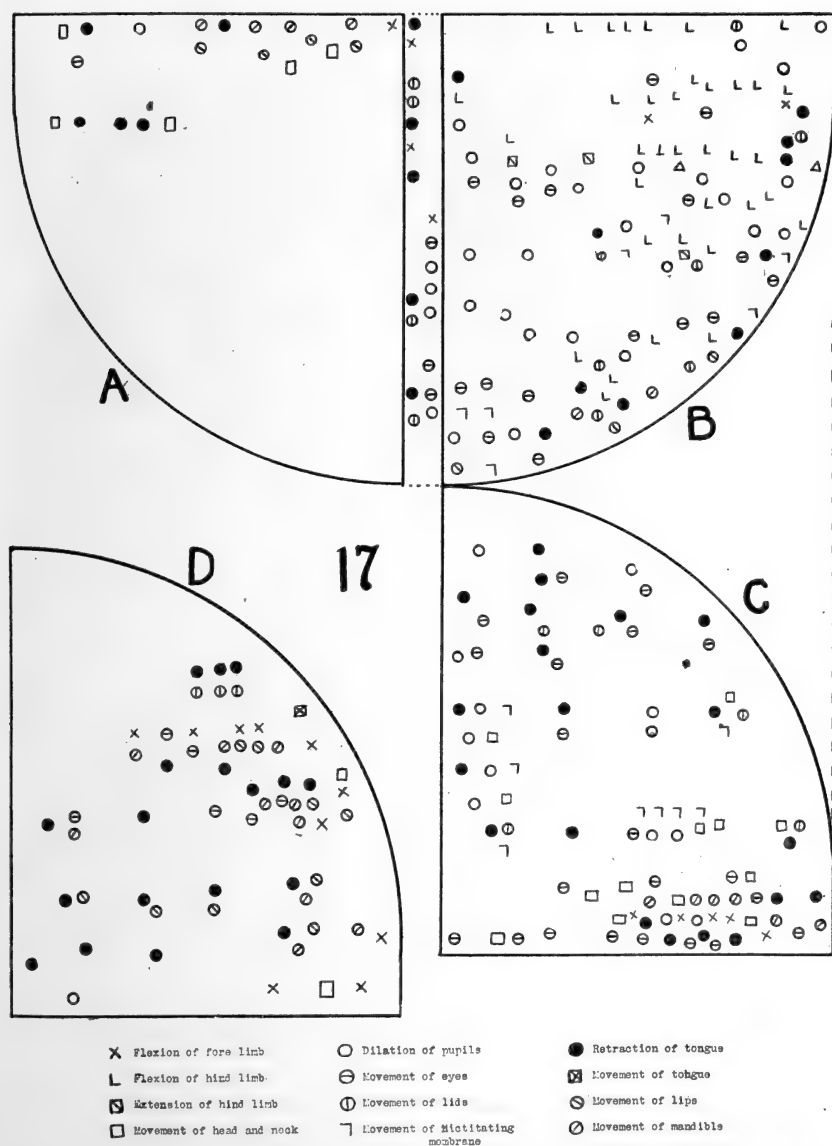 A
B
D
17
C
Flexion of fore limb
Flexion of hind limb
Extension of hind limb
Movement of head and nock
Dilation of pupils
Movement of eyes
Movement of lids
Movement of Nictitating
membrane
Retraction of tongue
Movement of tongue
Movement of lips
Movement of mandibls